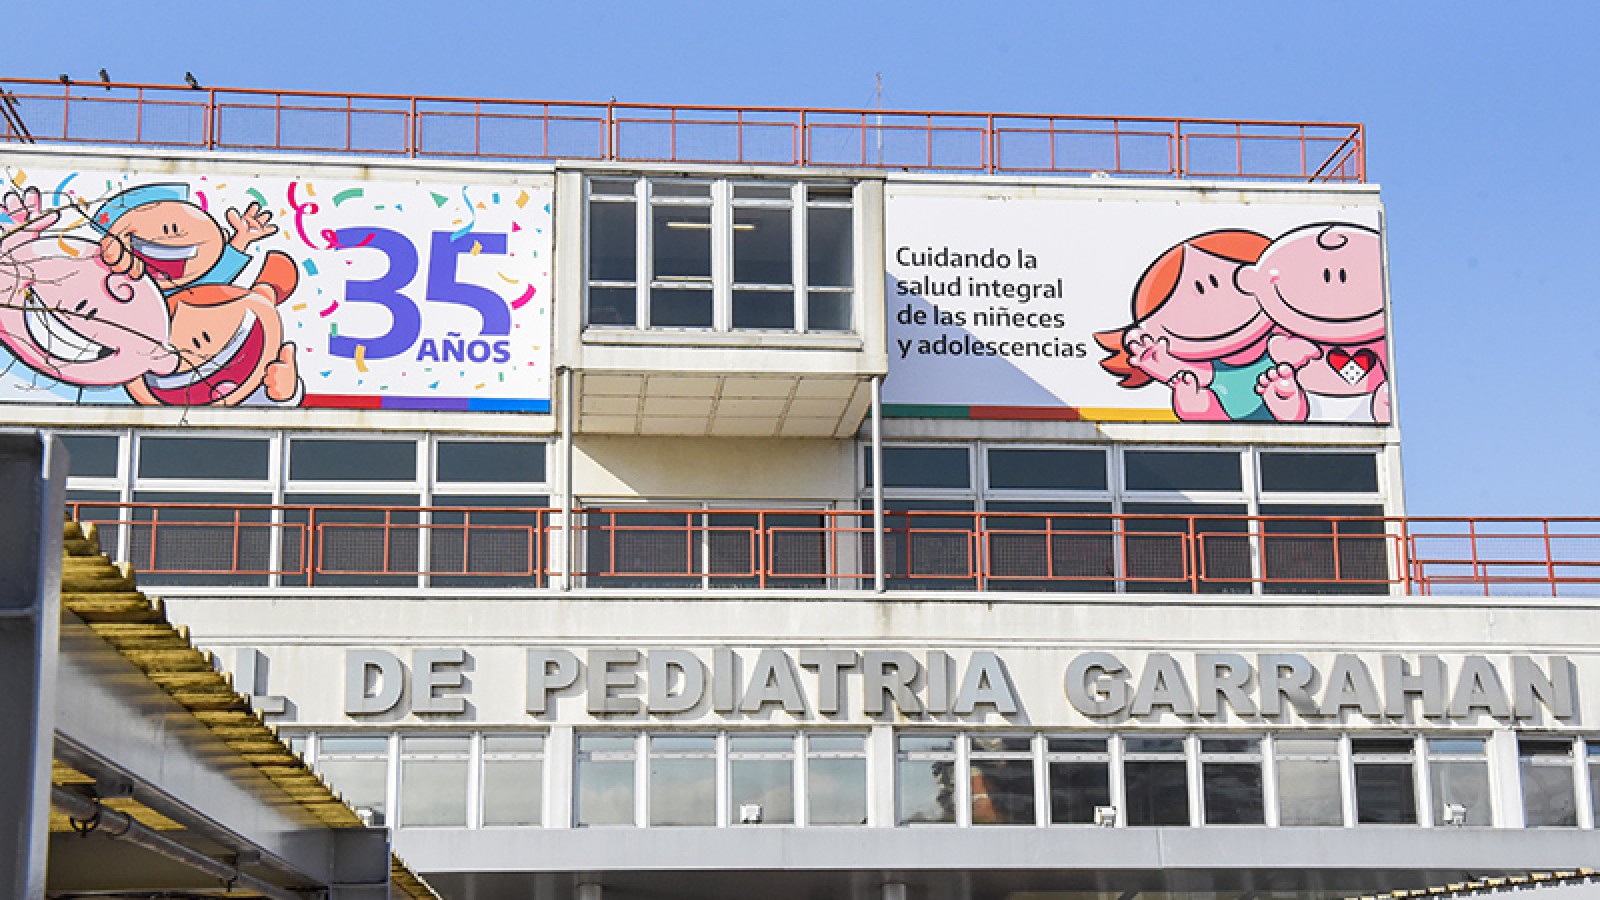 35
AÑOS
Cuidando la
salud integral
de las niñeces
y adolescencias
L DE PEDIATRIA GARRAHAN